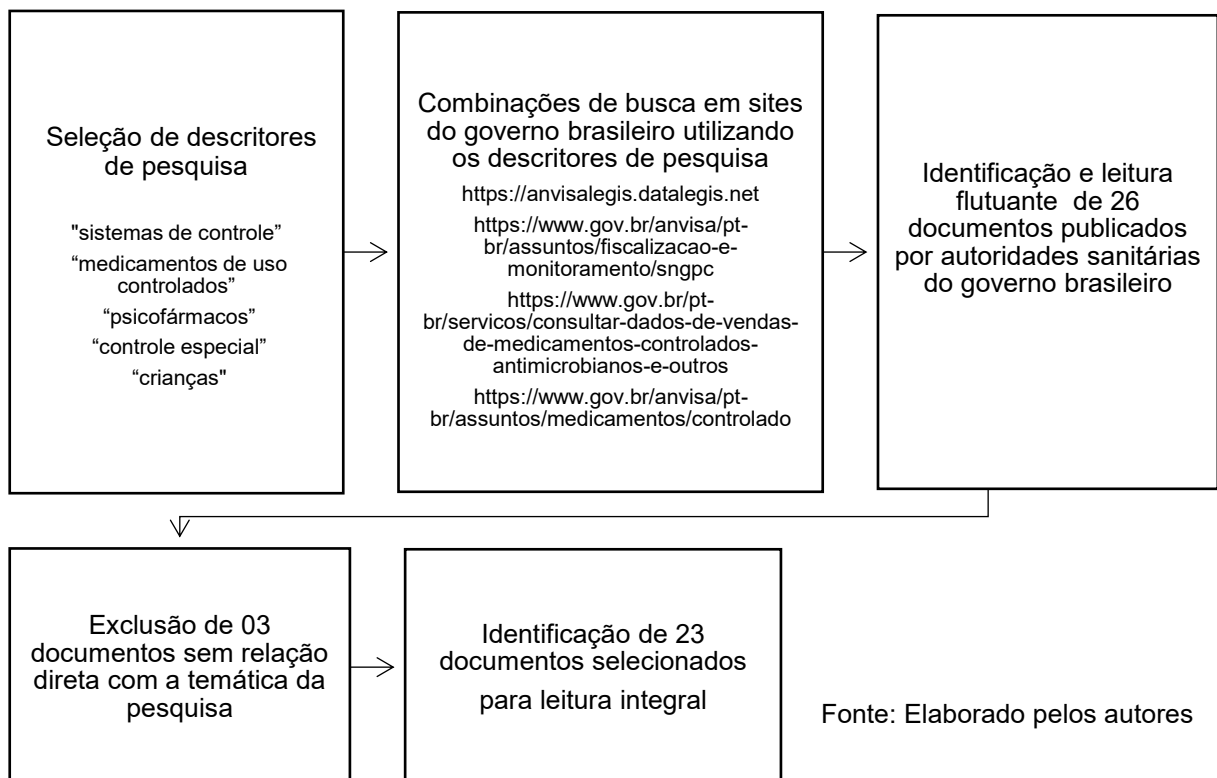 Seleção de descritores
de pesquisa
"sistemas de controle”
“medicamentos de uso
controlados”
“psicofármacos”
“controle especial”
“crianças"
Combinações de busca em sites
do governo brasileiro utilizando
os descritores de pesquisa
https://anvisalegis.datalegis.net
https://www.gov.br/anvisa/pt-
br/assuntos/fiscalizacao-e-
monitoramento/sngpc
https://www.gov.br/pt-
br/servicos/consultar-dados-de-vendas-
de-medicamentos-controlados-
antimicrobianos-e-outros
https://www.gov.br/anvisa/pt-
br/assuntos/medicamentos/controlado
Identificação e leitura
flutuante de 26
documentos publicados
por autoridades sanitárias
do governo brasileiro
Exclusão de 03
documentos sem relação
direta com a temática da
pesquisa
Identificação de 23
documentos selecionados
para leitura integral
Fonte: Elaborado pelos autores